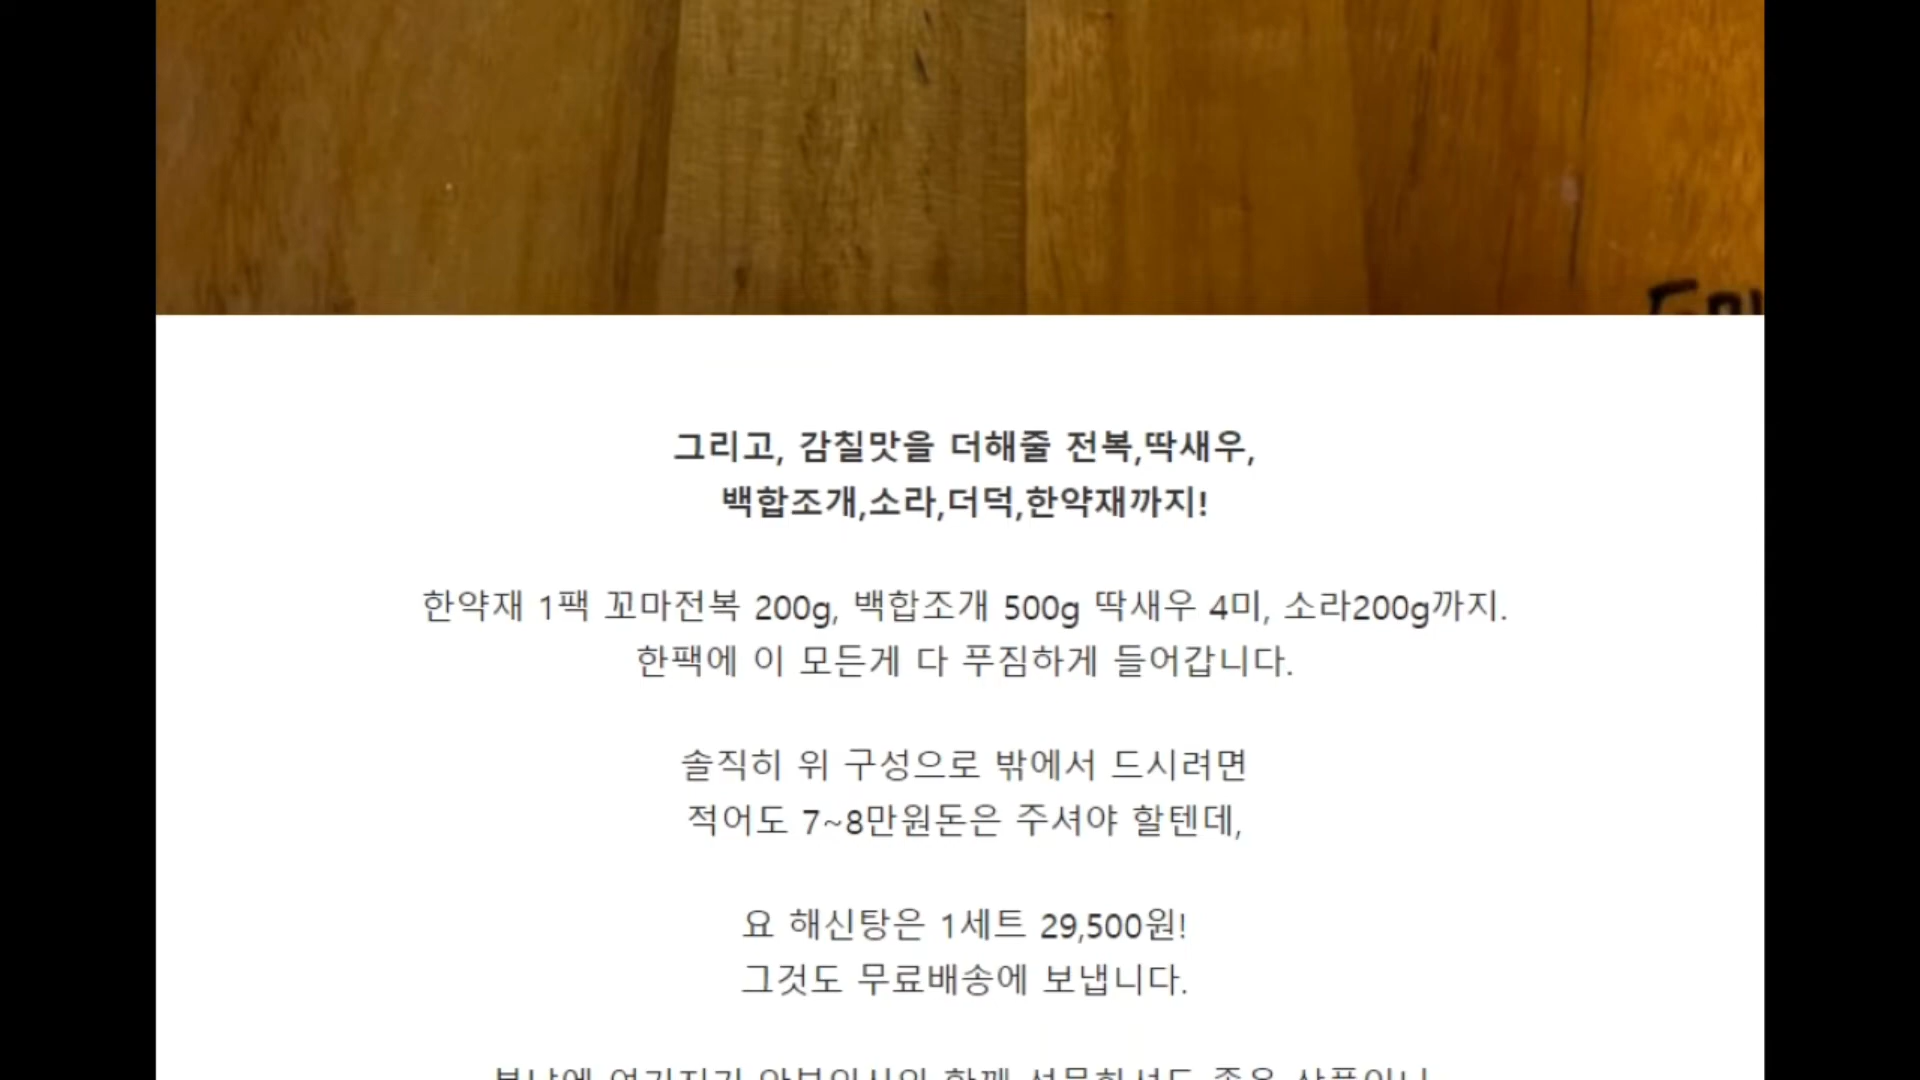 그리고, 감칠맛을 더해줄 전복,딱새우,
백합조개,소라,더덕,한약재까지!
한약재 1팩 꼬마전복 200g, 백합조개 500g 딱새우 4미, 소라200g까지.
한팩에 이 모든게 다 푸짐하게 들어갑니다.
솔직히 위 구성으로 밖에서 드시려면
적어도 7~8만원돈은 주셔야 할텐데,
요 해신탕은 1세트 29,500원!
그것도 무료배송에 보냅니다.